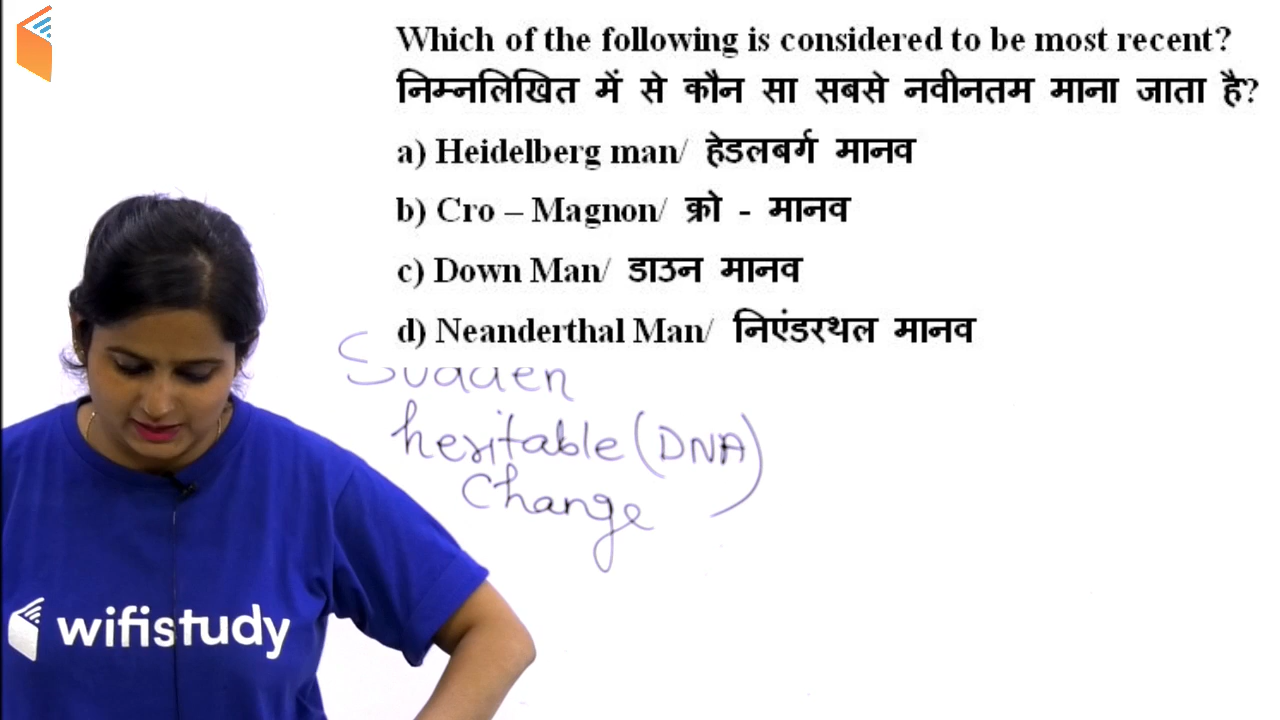 Which of the following is considered to be most recent?
निम्नलिखित में से कौन सा सबसे नवीनतम माना जाता है?
a) Heidelberg man/ हेडलबर्ग मानव
b) Cro – Magnon/ क्रो - मानव
c) Down Man/ डाउन मानव
d) Neanderthal Man/ निएंडरथल मानव
Sudden
heritable (DNA)
Change
wifistudy